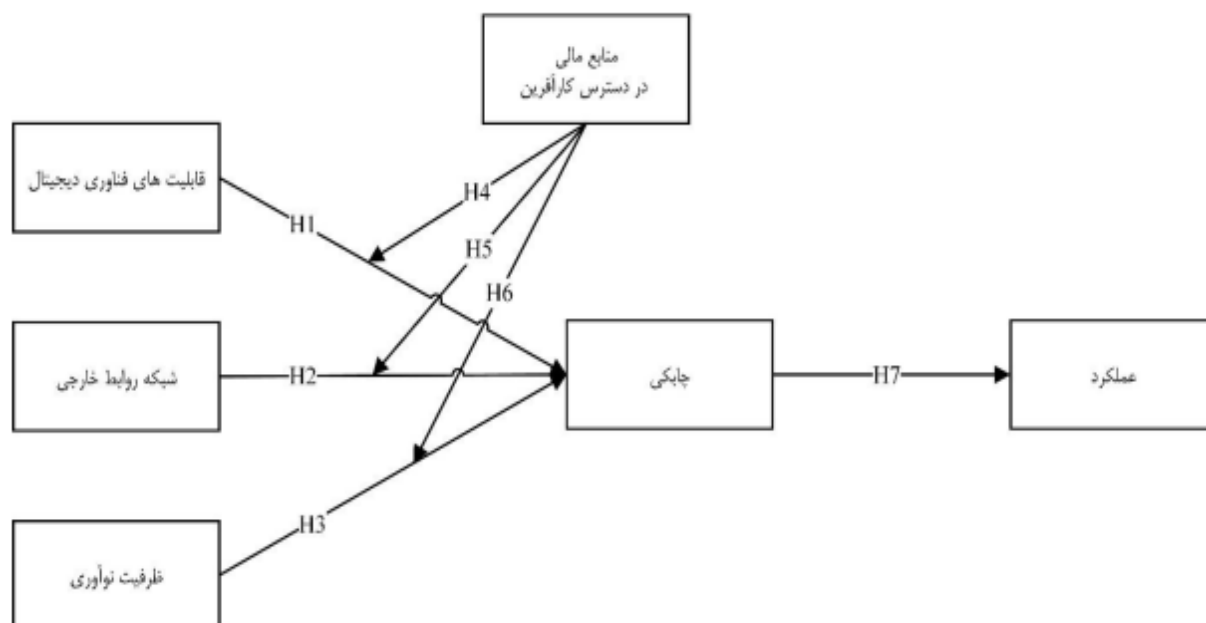 منابع مالی
در دسترس کارآفرین
قابلیت های فناوری دیجیتال
H4
H1
H5
H6
شبکه روابط خارجی
H2
چابکی
H7
عملکرد
H3
ظرفیت نوآوری